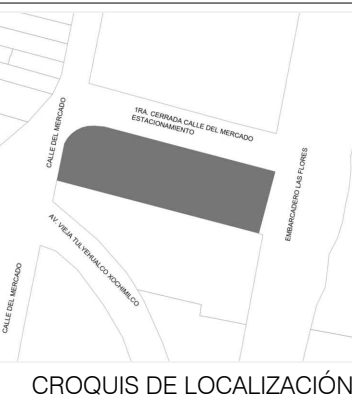 1RA. CERRADA CALLE DEL MERCADO
ESTACIONAMIENTO
CALLE DEL MERCADO
EMBARCADERO LAS FLORES
AV. VIEJA TULYEHUALCO XOCHIMILCO
CALLE DEL MERCADO
CROQUIS DE LOCALIZACIÓN